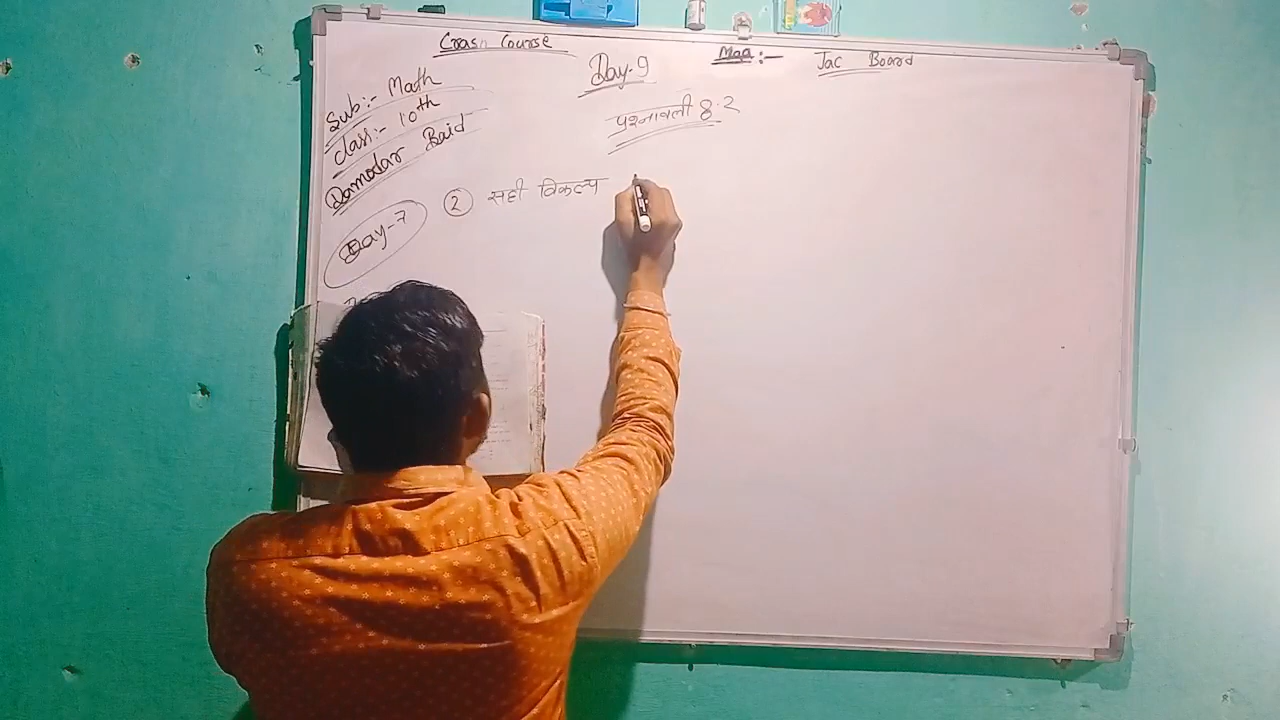 Crash Course
Day-9
Mqa:-
Jac Board
Sub:- Math
class:- 10th
Damodar Baid
प्रश्नावली 8.2
Day-7
2 सही विकल्प